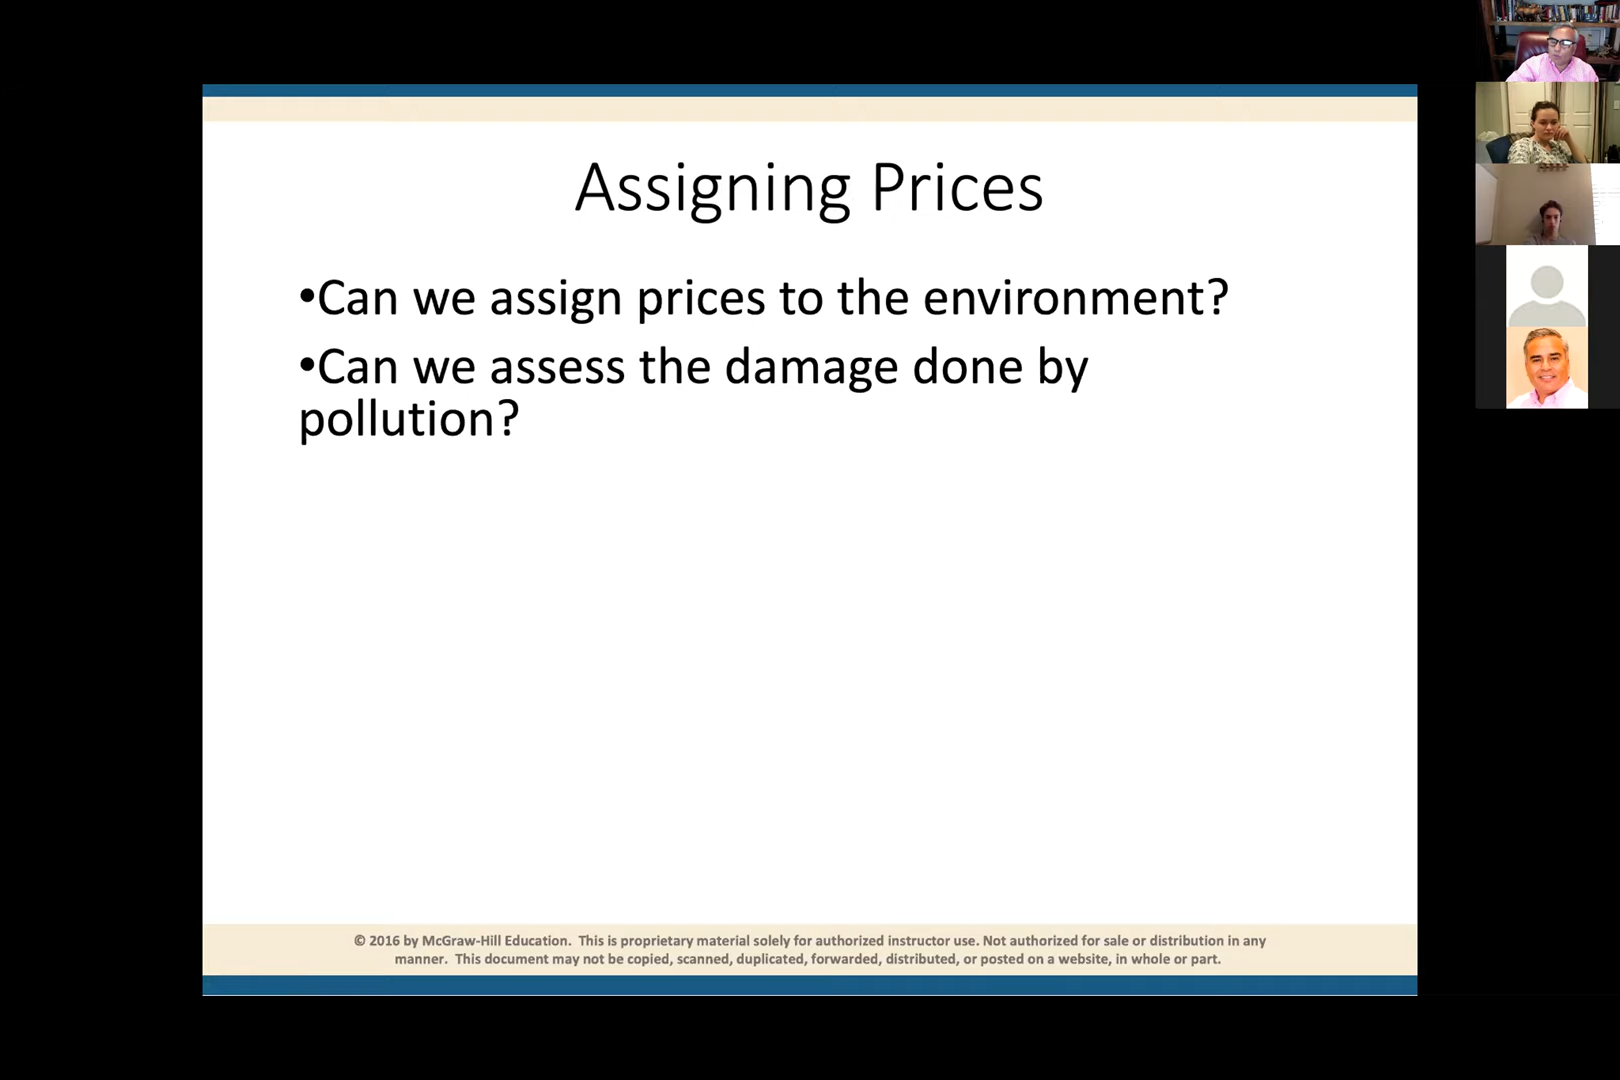 Assigning Prices
•Can we assign prices to the environment?
•Can we assess the damage done by
pollution?
© 2016 by McGraw-Hill Education.  This is proprietary material solely for authorized instructor use. Not authorized for sale or distribution in any
manner.  This document may not be copied, scanned, duplicated, forwarded, distributed, or posted on a website, in whole or part.